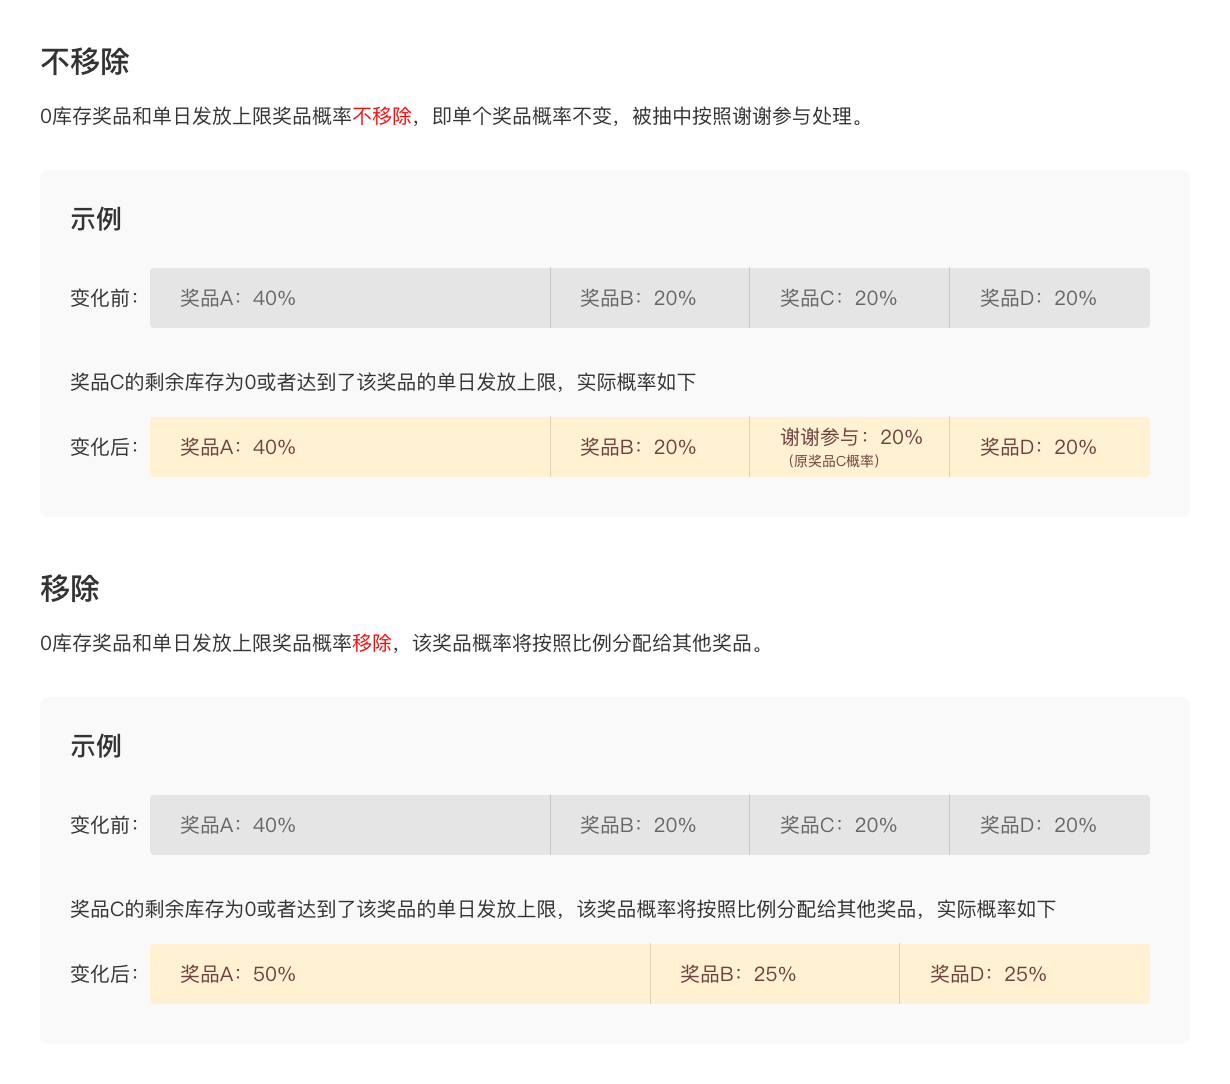 不移除
0库存奖品和单日发放上限奖品概率不移除，即单个奖品概率不变，被抽中按照谢谢参与处理。
示例
变化前： 奖品A：40% 奖品B：20% 奖品C：20% 奖品D：20%
奖品C的剩余库存为0或者达到了该奖品的单日发放上限，实际概率如下
变化后： 奖品A：40% 奖品B：20% 谢谢参与：20% 奖品D：20%
（原奖品C概率）
移除
0库存奖品和单日发放上限奖品概率移除，该奖品概率将按照比例分配给其他奖品。
示例
变化前： 奖品A：40% 奖品B：20% 奖品C：20% 奖品D：20%
奖品C的剩余库存为0或者达到了该奖品的单日发放上限，该奖品概率将按照比例分配给其他奖品，实际概率如下
变化后： 奖品A：50% 奖品B：25% 奖品D：25%